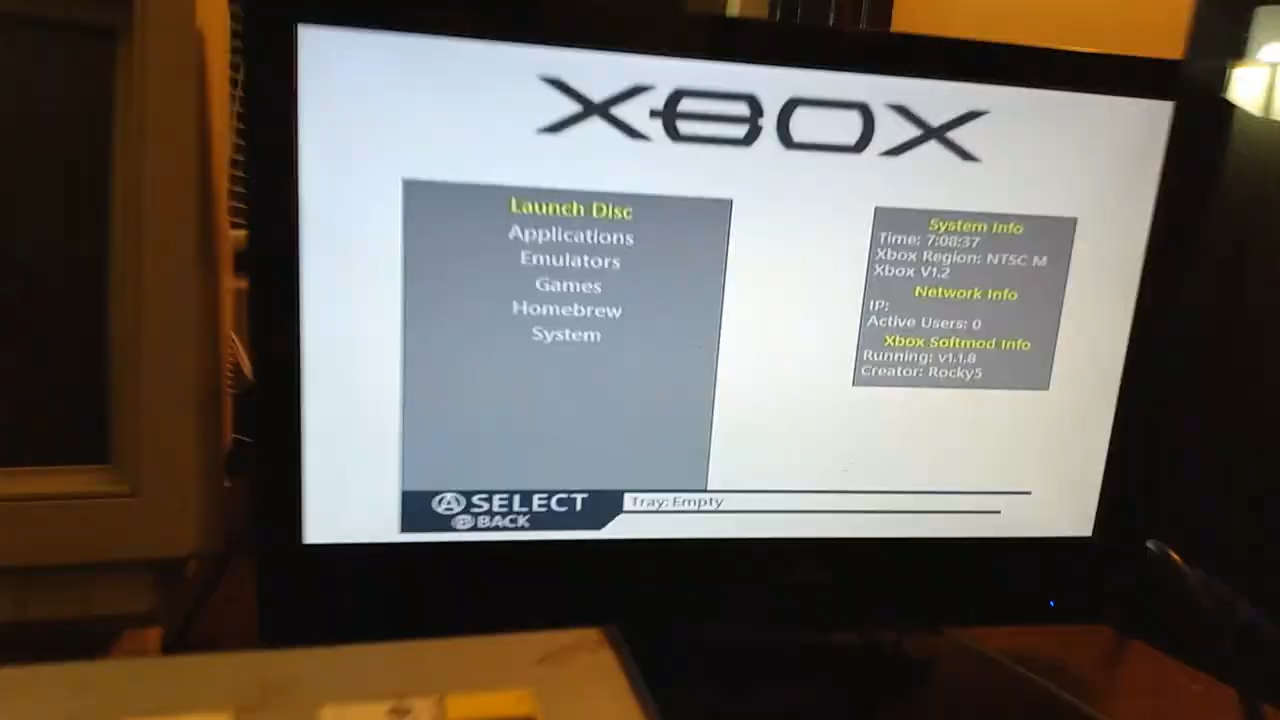 XBOX
Launch Disc
Applications
Emulators
Games
Homebrew
System
System Info
Time: 7:08:37
Xbox Region: NTSC M
Xbox V1.2
Network Info
IP:
Active Users: 0
Xbox Softmod Info
Running: v1.1.8
Creator: Rocky5
A SELECT
B BACK
Tray: Empty